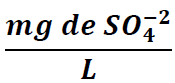 mg de SO₄⁻²
L